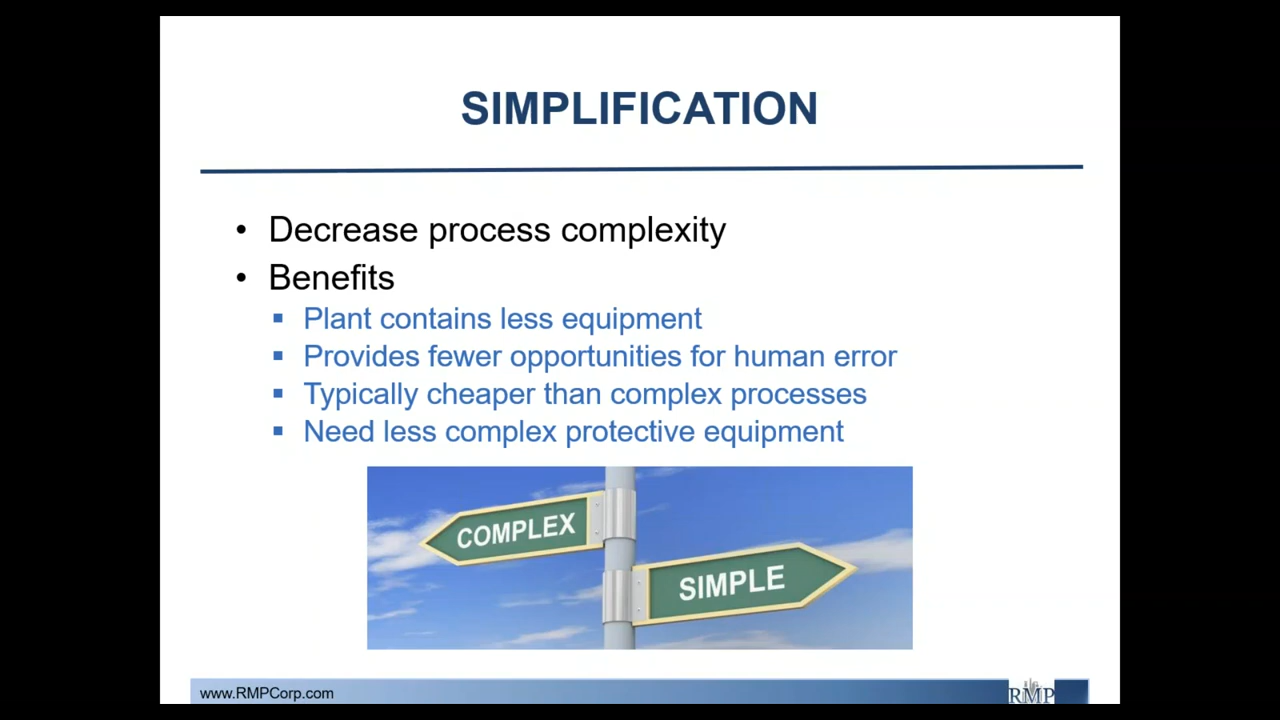 SIMPLIFICATION
• Decrease process complexity
• Benefits
▪ Plant contains less equipment
▪ Provides fewer opportunities for human error
▪ Typically cheaper than complex processes
▪ Need less complex protective equipment
COMPLEX
SIMPLE
www.RMPCorp.com
RMP